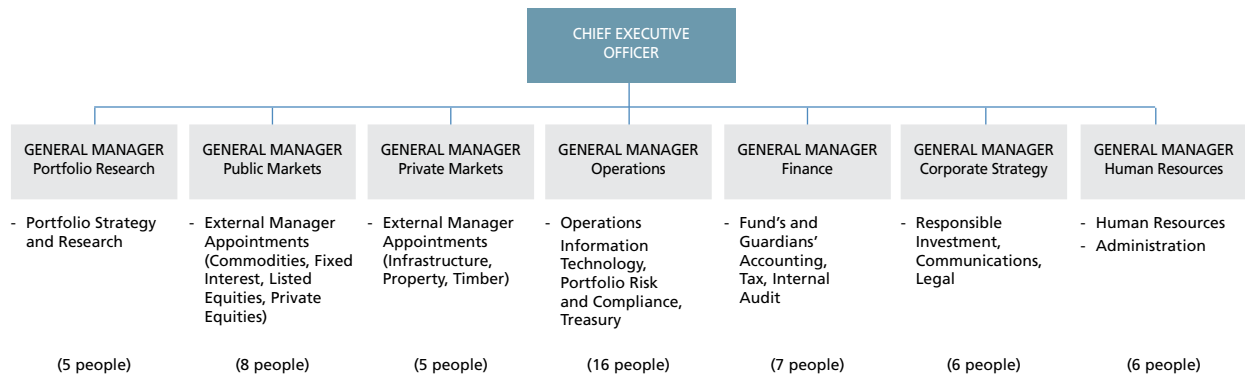 CHIEF EXECUTIVE
OFFICER
GENERAL MANAGER
Portfolio Research
GENERAL MANAGER
Public Markets
GENERAL MANAGER
Private Markets
GENERAL MANAGER
Operations
GENERAL MANAGER
Finance
GENERAL MANAGER
Corporate Strategy
GENERAL MANAGER
Human Resources
- Portfolio Strategy
and Research
- External Manager
Appointments
(Commodities, Fixed
Interest, Listed
Equities, Private
Equities)
- External Manager
Appointments
(Infrastructure,
Property, Timber)
- Operations
Information
Technology,
Portfolio Risk
and Compliance,
Treasury
- Fund's and
Guardians'
Accounting,
Tax, Internal
Audit
- Responsible
Investment,
Communications,
Legal
- Human Resources
- Administration
(5 people)
(8 people)
(5 people)
(16 people)
(7 people)
(6 people)
(6 people)